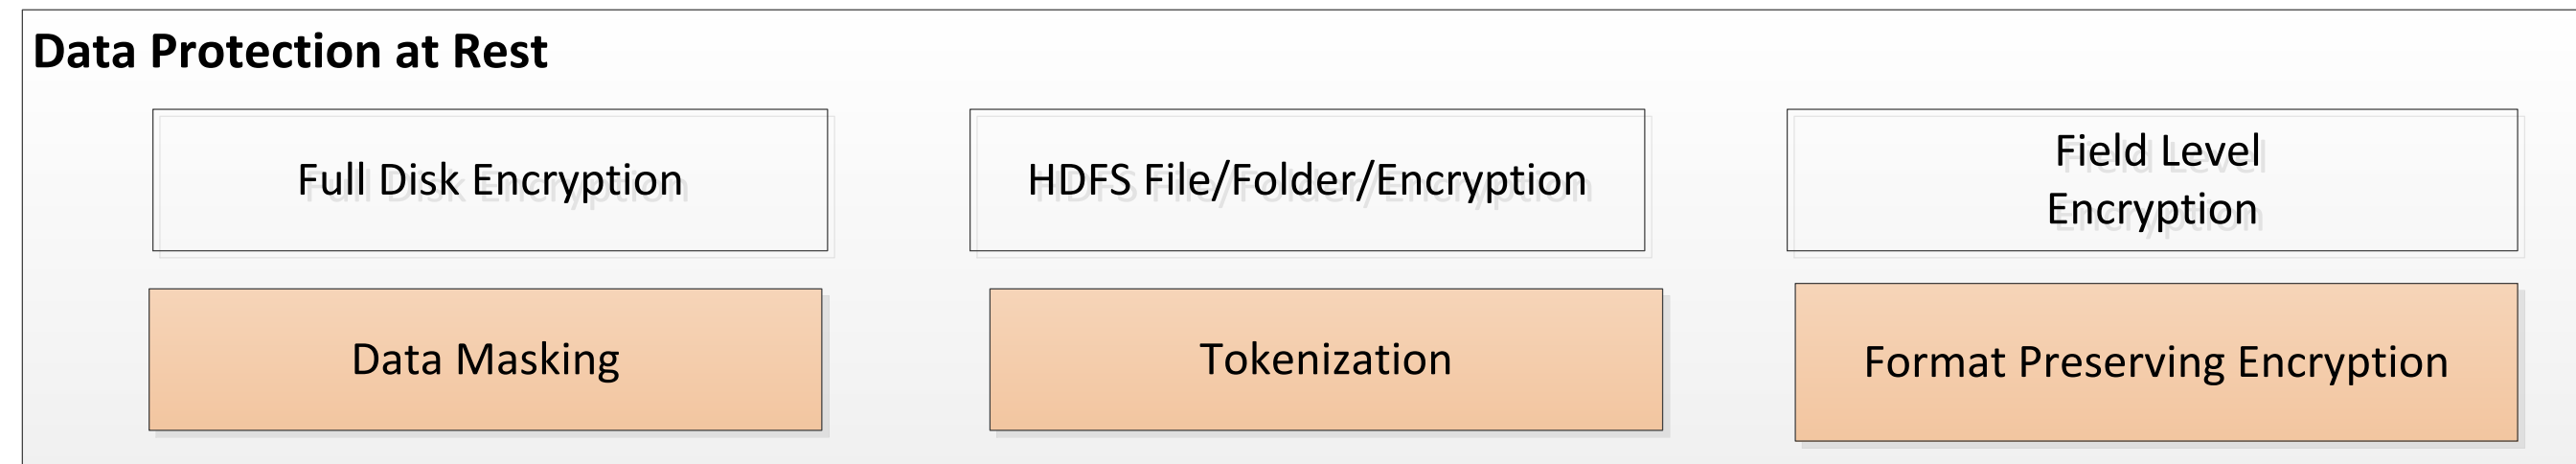 Data Protection at Rest
Full Disk Encryption
HDFS File/Folder/Encryption
Field Level
Encryption
Data Masking
Tokenization
Format Preserving Encryption